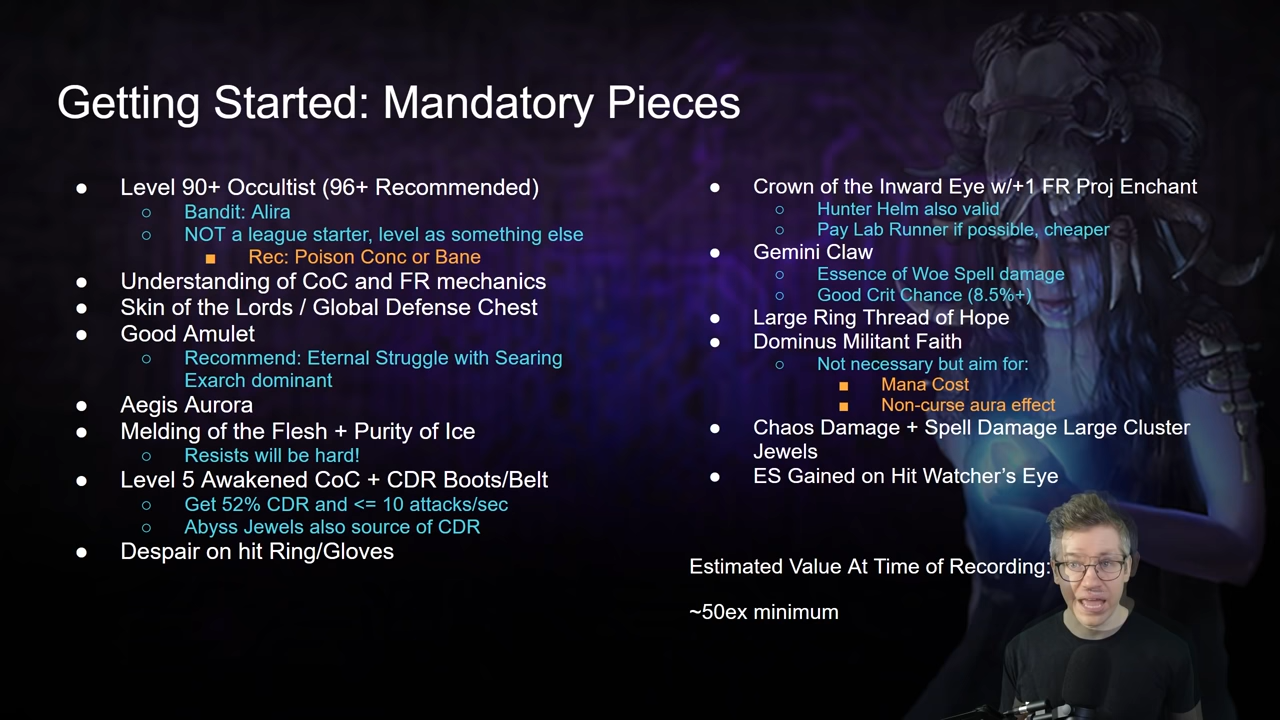 Getting Started: Mandatory Pieces
● Level 90+ Occultist (96+ Recommended)
○ Bandit: Alira
○ NOT a league starter, level as something else
■ Rec: Poison Conc or Bane
● Understanding of CoC and FR mechanics
● Skin of the Lords / Global Defense Chest
● Good Amulet
○ Recommend: Eternal Struggle with Searing
Exarch dominant
● Aegis Aurora
● Melding of the Flesh + Purity of Ice
○ Resists will be hard!
● Level 5 Awakened CoC + CDR Boots/Belt
○ Get 52% CDR and <= 10 attacks/sec
○ Abyss Jewels also source of CDR
● Despair on hit Ring/Gloves
● Crown of the Inward Eye w/+1 FR Proj Enchant
○ Hunter Helm also valid
○ Pay Lab Runner if possible, cheaper
● Gemini Claw
○ Essence of Woe Spell damage
○ Good Crit Chance (8.5%+)
● Large Ring Thread of Hope
● Dominus Militant Faith
○ Not necessary but aim for:
■ Mana Cost
■ Non-curse aura effect
● Chaos Damage + Spell Damage Large Cluster
Jewels
● ES Gained on Hit Watcher's Eye
Estimated Value At Time of Recording:
~50ex minimum